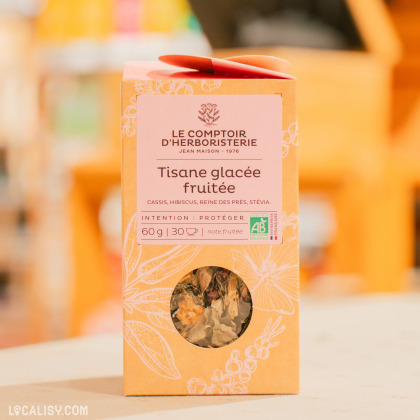 LE COMPTOIR
D'HERBORISTERIE
JEAN MAISON - 1976
Tisane glacée
fruitée
CASSIS, HIBISCUS, REINE DES PRÉS, STÉVIA.
INTENTION : PROTÉGER
60g | 30 | note fruitée
AB
LOCALISY.COM